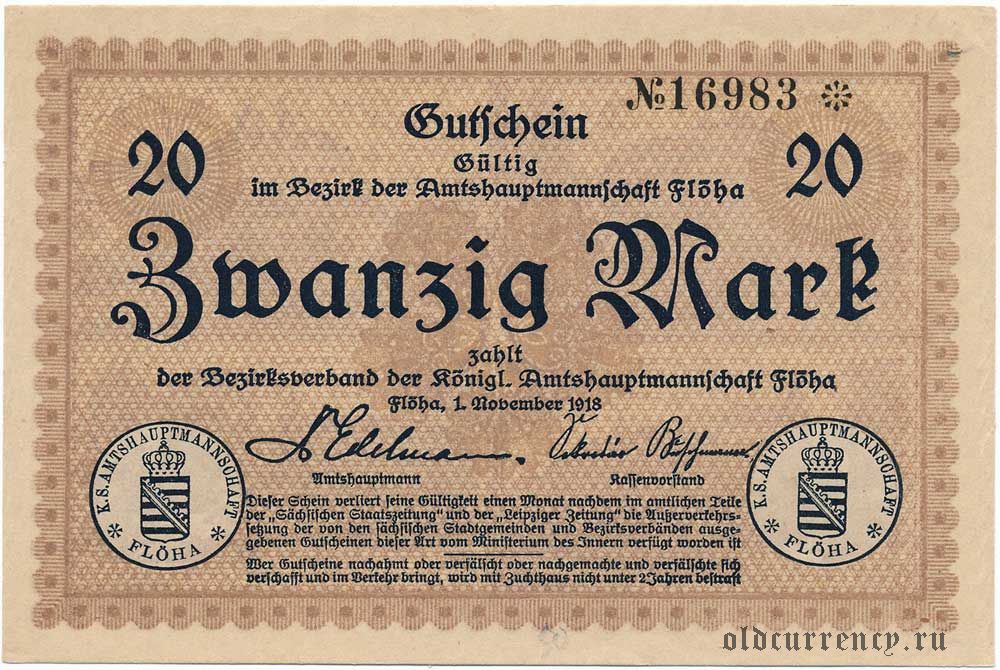 №16983
Gutschein
Gültig
20 20
im Bezirk der Amtshauptmannschaft Flöha
Zwanzig Mark
zahlt
der Bezirksverband der Königl. Amtshauptmannschaft Flöha
Flöha, 1. November 1918
Dr Edelmann. Sekretär
Amtshauptmann Kassenvorstand
K.S. AMTSHAUPTMANNSCHAFT
FLÖHA
K.S. AMTSHAUPTMANNSCHAFT
FLÖHA
Dieser Schein verliert seine Gültigkeit einen Monat nachdem im amtlichen Teile
der „Sächsischen Staatszeitung" und der „Leipziger Zeitung" die Außerverkehrs-
setzung der von den sächsischen Stadtgemeinden und Bezirksverbänden ausge-
gebenen Gutscheinen dieser Art vom Ministerium des Innern verfügt worden ist
Wer Gutscheine nachahmt oder verfälscht oder nachgemachte und verfälschte sich
verschafft und im Verkehr bringt, wird mit Zuchthaus nicht unter 2 Jahren bestraft
oldcurrency.ru